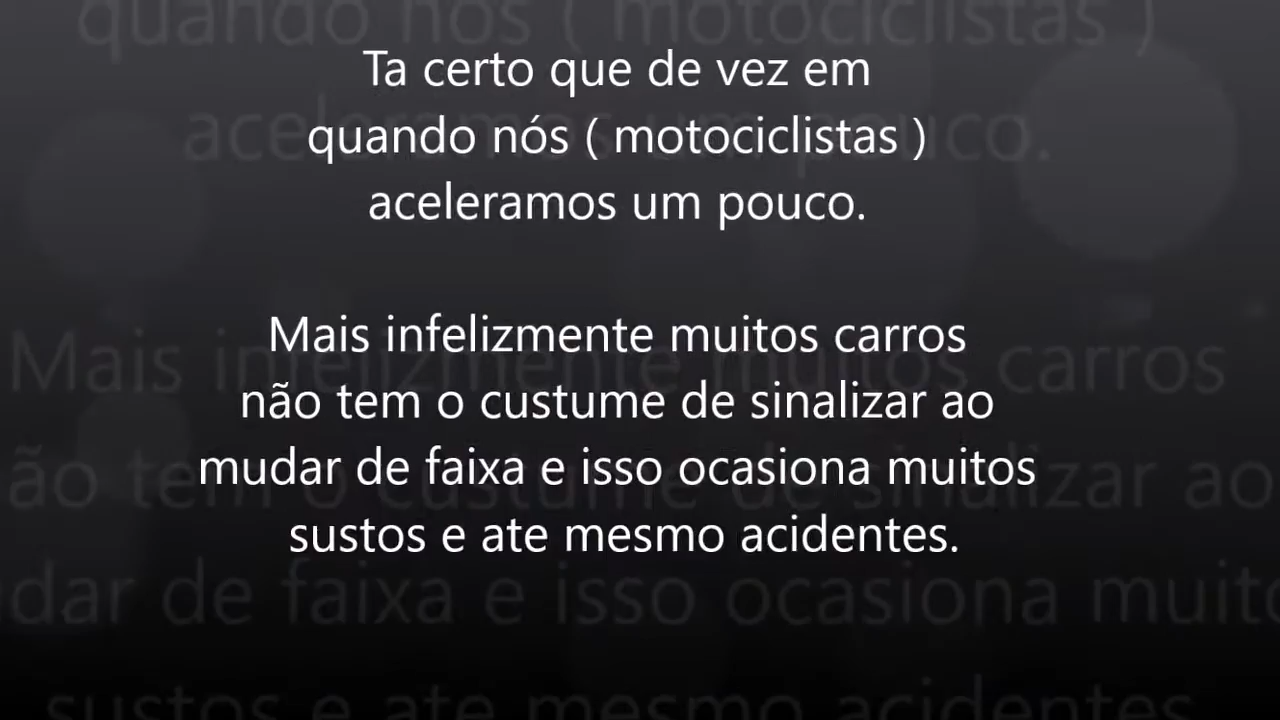 Ta certo que de vez em
quando nós ( motociclistas )
aceleramos um pouco.
Mais infelizmente muitos carros
não tem o custume de sinalizar ao
mudar de faixa e isso ocasiona muitos
sustos e ate mesmo acidentes.